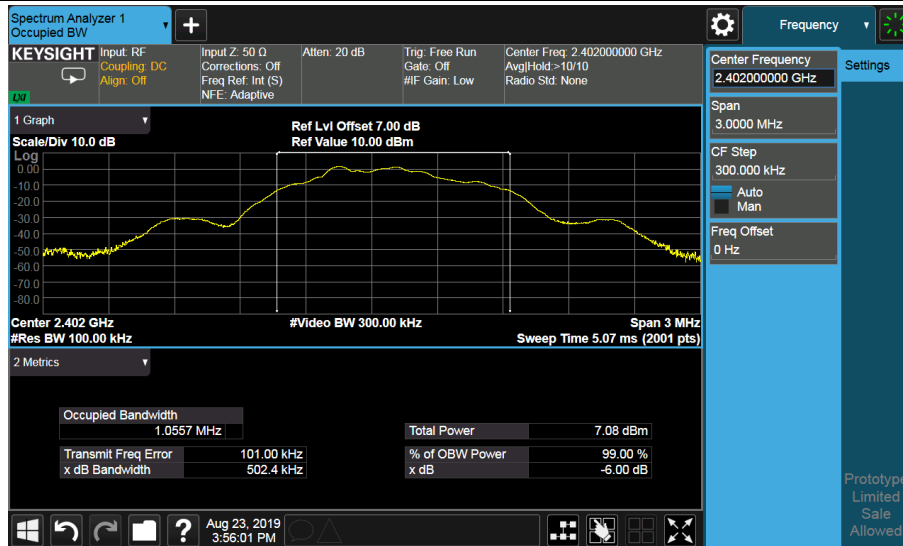 Spectrum Analyzer 1
Occupied BW
Frequency
KEYSIGHT
LXI
Input: RF
Coupling: DC
Align: Off
Input Z: 50 Ω
Corrections: Off
Freq Ref: Int (S)
NFE: Adaptive
Atten: 20 dB
Trig: Free Run
Gate: Off
#IF Gain: Low
Center Freq: 2.402000000 GHz
Avg|Hold:>10/10
Radio Std: None
Center Frequency
2.402000000 GHz
Settings
Span
3.0000 MHz
CF Step
300.000 kHz
Auto
Man
Freq Offset
0 Hz
1 Graph
Scale/Div 10.0 dB
Ref Lvl Offset 7.00 dB
Ref Value 10.00 dBm
Log
0.00
-10.0
-20.0
-30.0
-40.0
-50.0
-60.0
-70.0
-80.0
Center 2.402 GHz
#Video BW 300.00 kHz
Span 3 MHz
#Res BW 100.00 kHz
Sweep Time 5.07 ms (2001 pts)
2 Metrics
Occupied Bandwidth
1.0557 MHz
Total Power 7.08 dBm
Transmit Freq Error 101.00 kHz
% of OBW Power 99.00 %
x dB Bandwidth 502.4 kHz
x dB -6.00 dB
Prototype
Limited
Sale
Allowed
Aug 23, 2019
3:56:01 PM